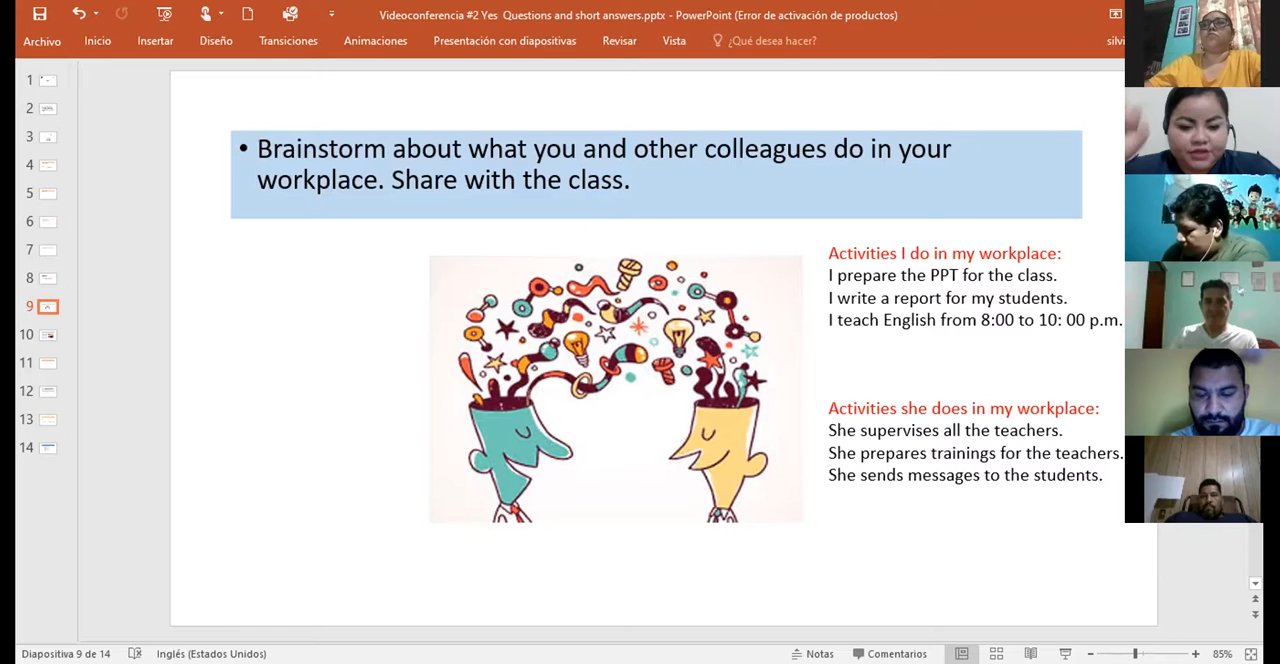 Videoconferencia #2 Yes Questions and short answers.pptx - PowerPoint (Error de activación de productos)
Archivo Inicio Insertar Diseño Transiciones Animaciones Presentación con diapositivas Revisar Vista ¿Qué desea hacer? silvi
1
2
3
4
5
6
7
8
9
10
11
12
13
14
• Brainstorm about what you and other colleagues do in your
workplace. Share with the class.
Activities I do in my workplace:
I prepare the PPT for the class.
I write a report for my students.
I teach English from 8:00 to 10: 00 p.m.
Activities she does in my workplace:
She supervises all the teachers.
She prepares trainings for the teachers.
She sends messages to the students.
Diapositiva 9 de 14 Inglés (Estados Unidos) Notas Comentarios 85%